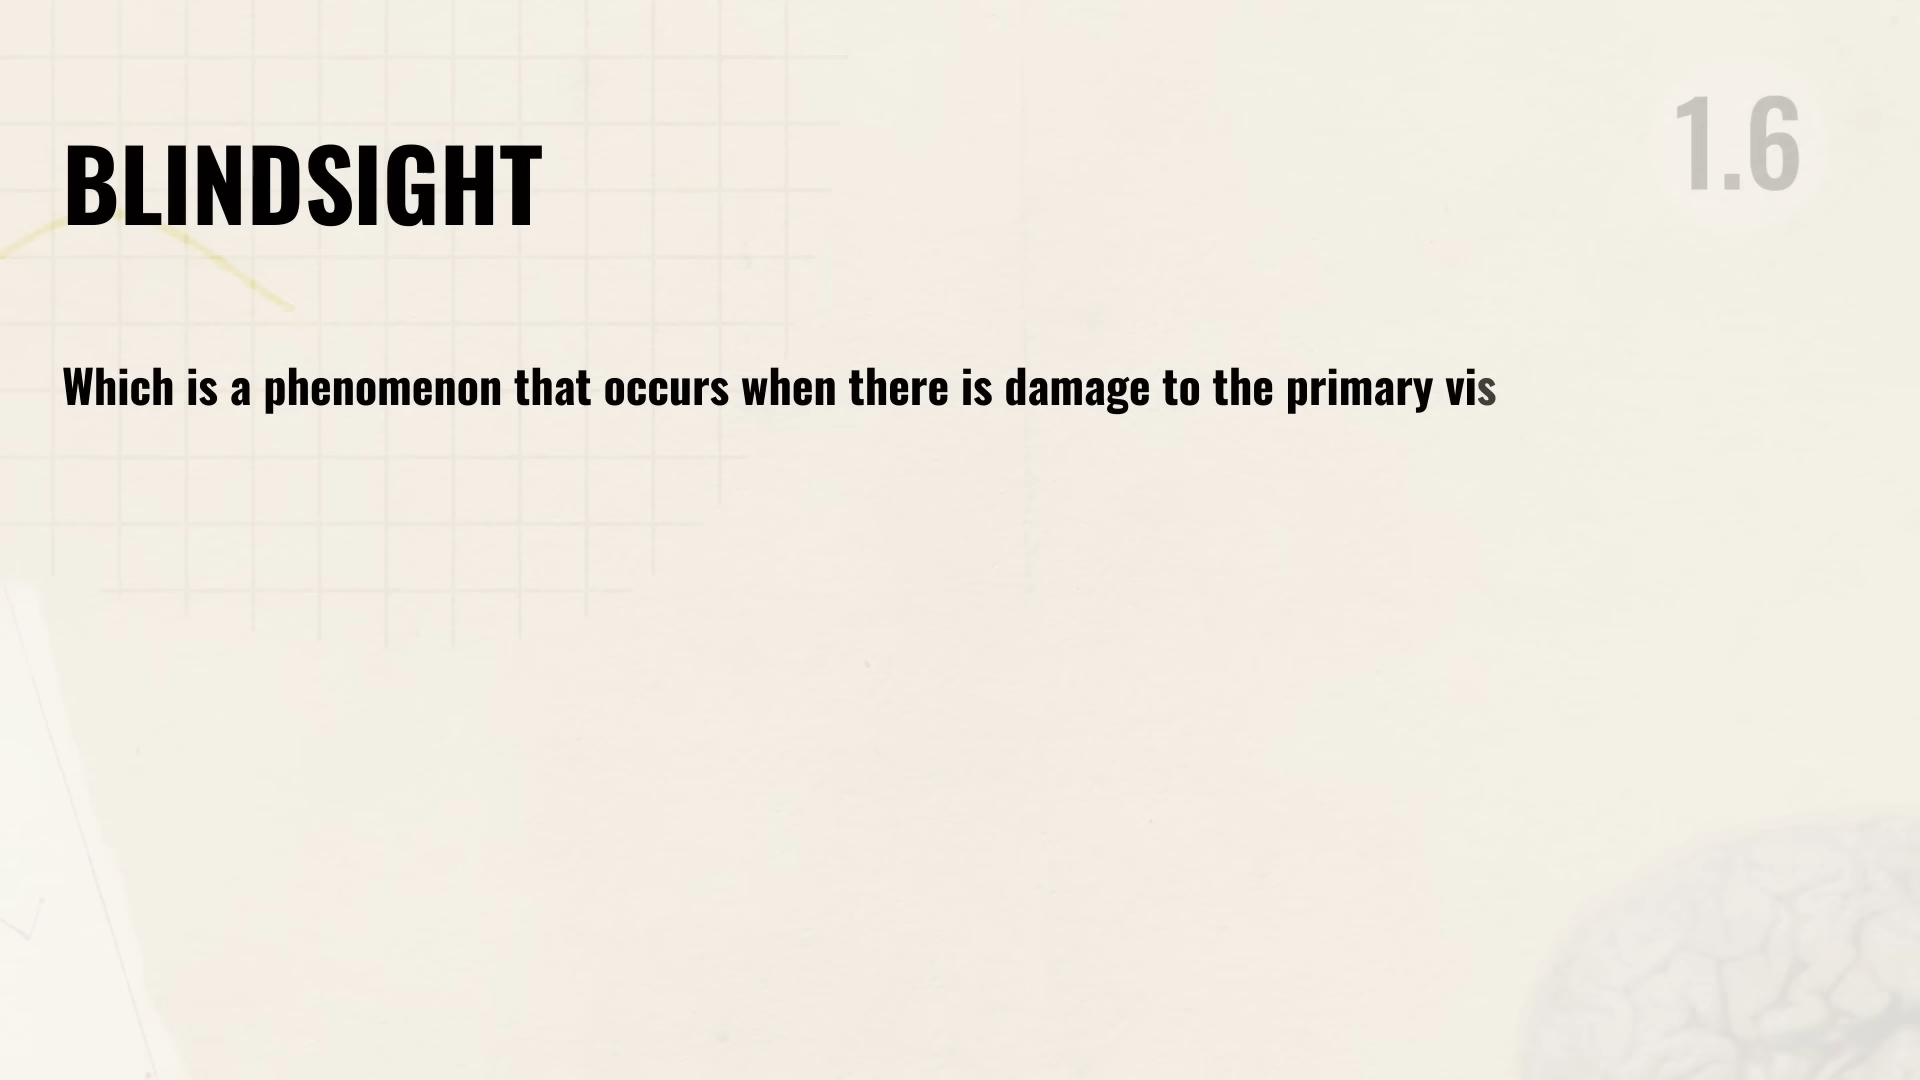 1.6
BLINDSIGHT
Which is a phenomenon that occurs when there is damage to the primary vis